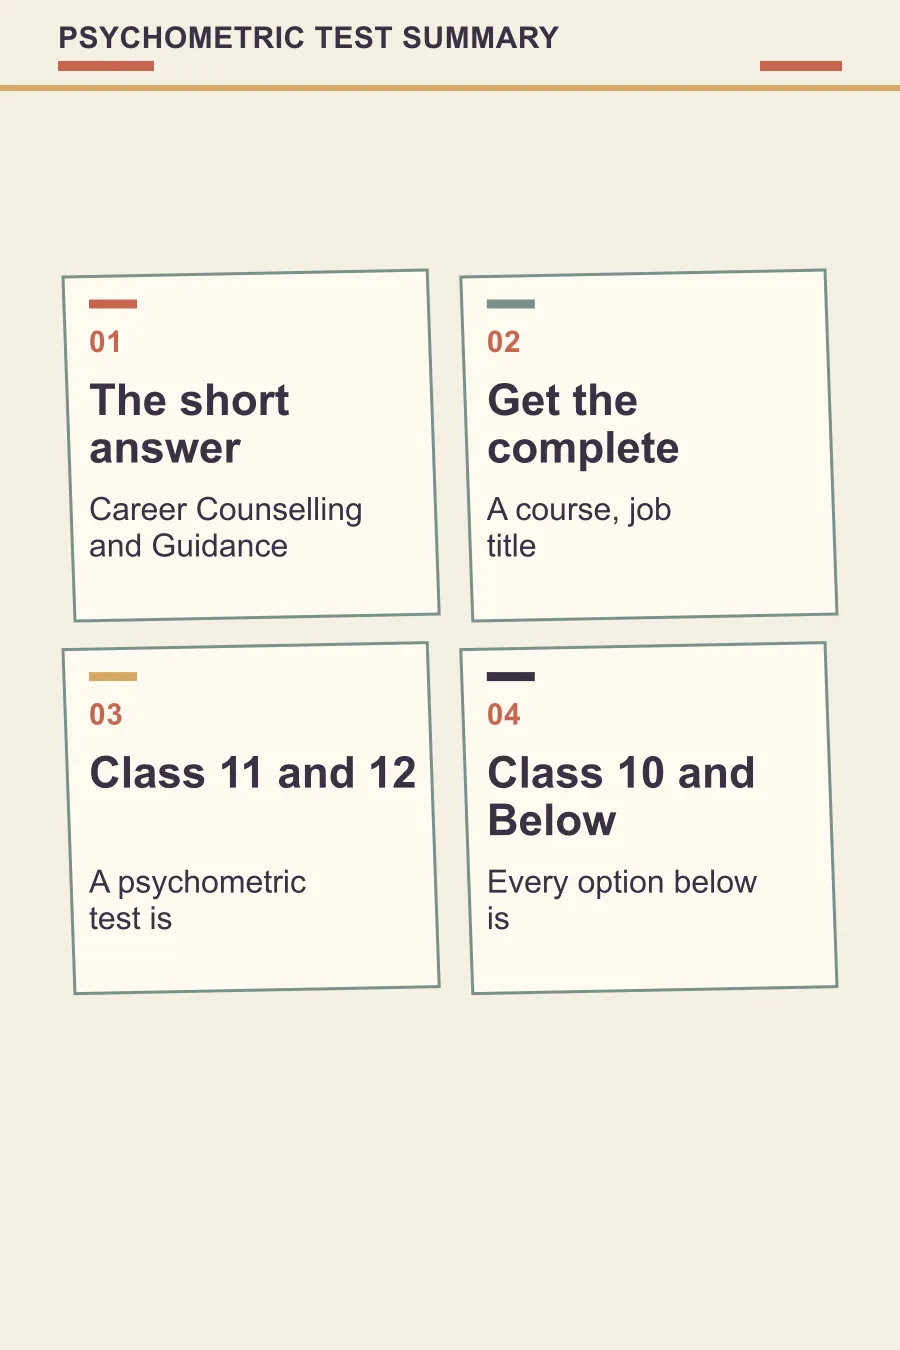 PSYCHOMETRIC TEST SUMMARY
01
The short
answer
Career Counselling
and Guidance
02
Get the
complete
A course, job
title
03
Class 11 and 12
A psychometric
test is
04
Class 10 and
Below
Every option below
is